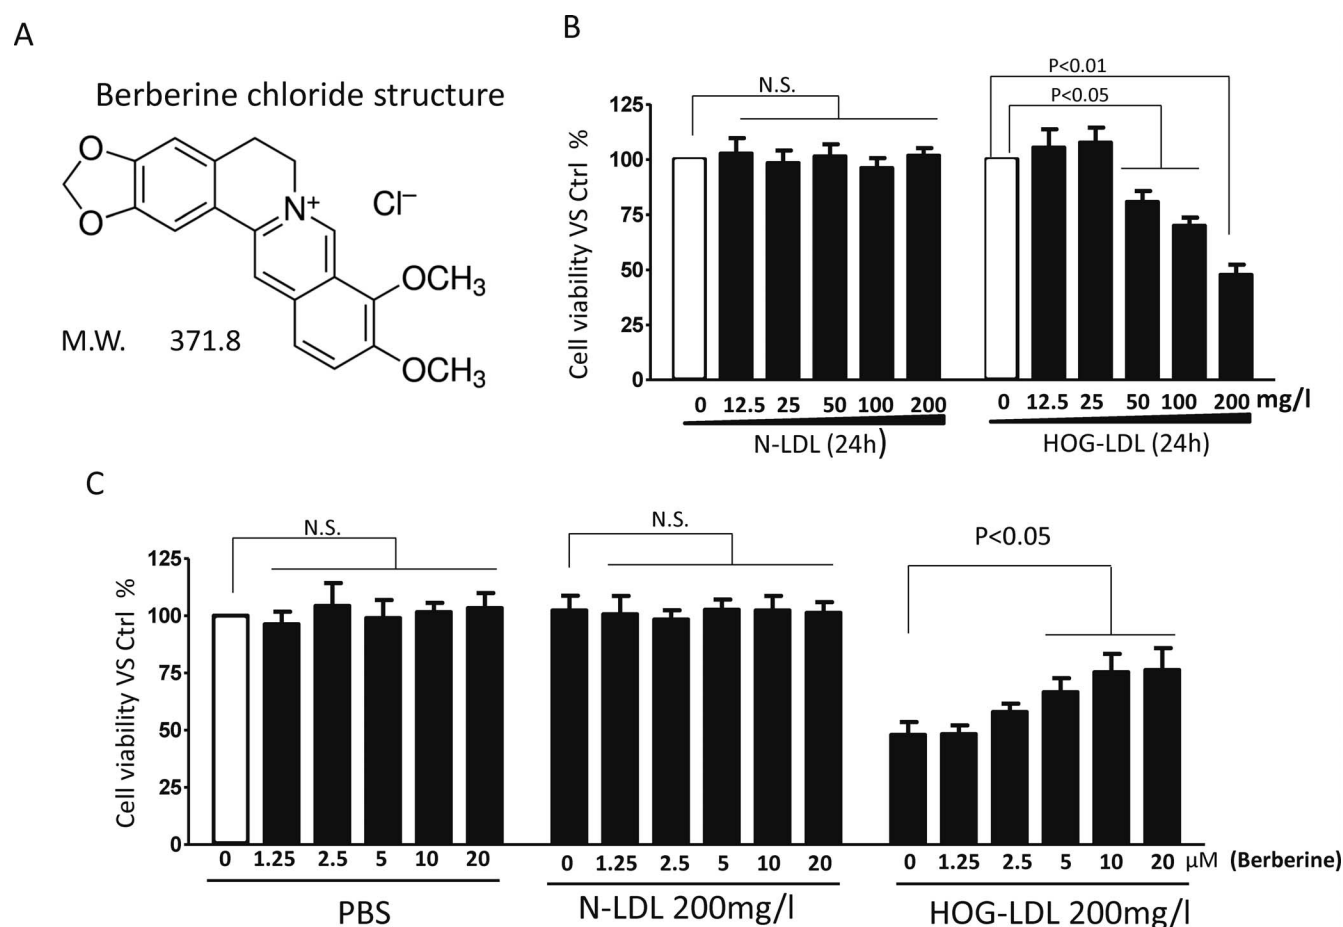 A
Berberine chloride structure
O
O
N+
Cl–
OCH3
OCH3
M.W. 371.8
B
P<0.01
N.S.
P<0.05
Cell viability VS Ctrl %
125
100
75
50
25
0
0 12.5 25 50 100 200 0 12.5 25 50 100 200 mg/l
N-LDL (24h) HOG-LDL (24h)
C
N.S. N.S. P<0.05
Cell viability VS Ctrl %
125
100
75
50
25
0
0 1.25 2.5 5 10 20 0 1.25 2.5 5 10 20 0 1.25 2.5 5 10 20 µM (Berberine)
PBS N-LDL 200mg/l HOG-LDL 200mg/l